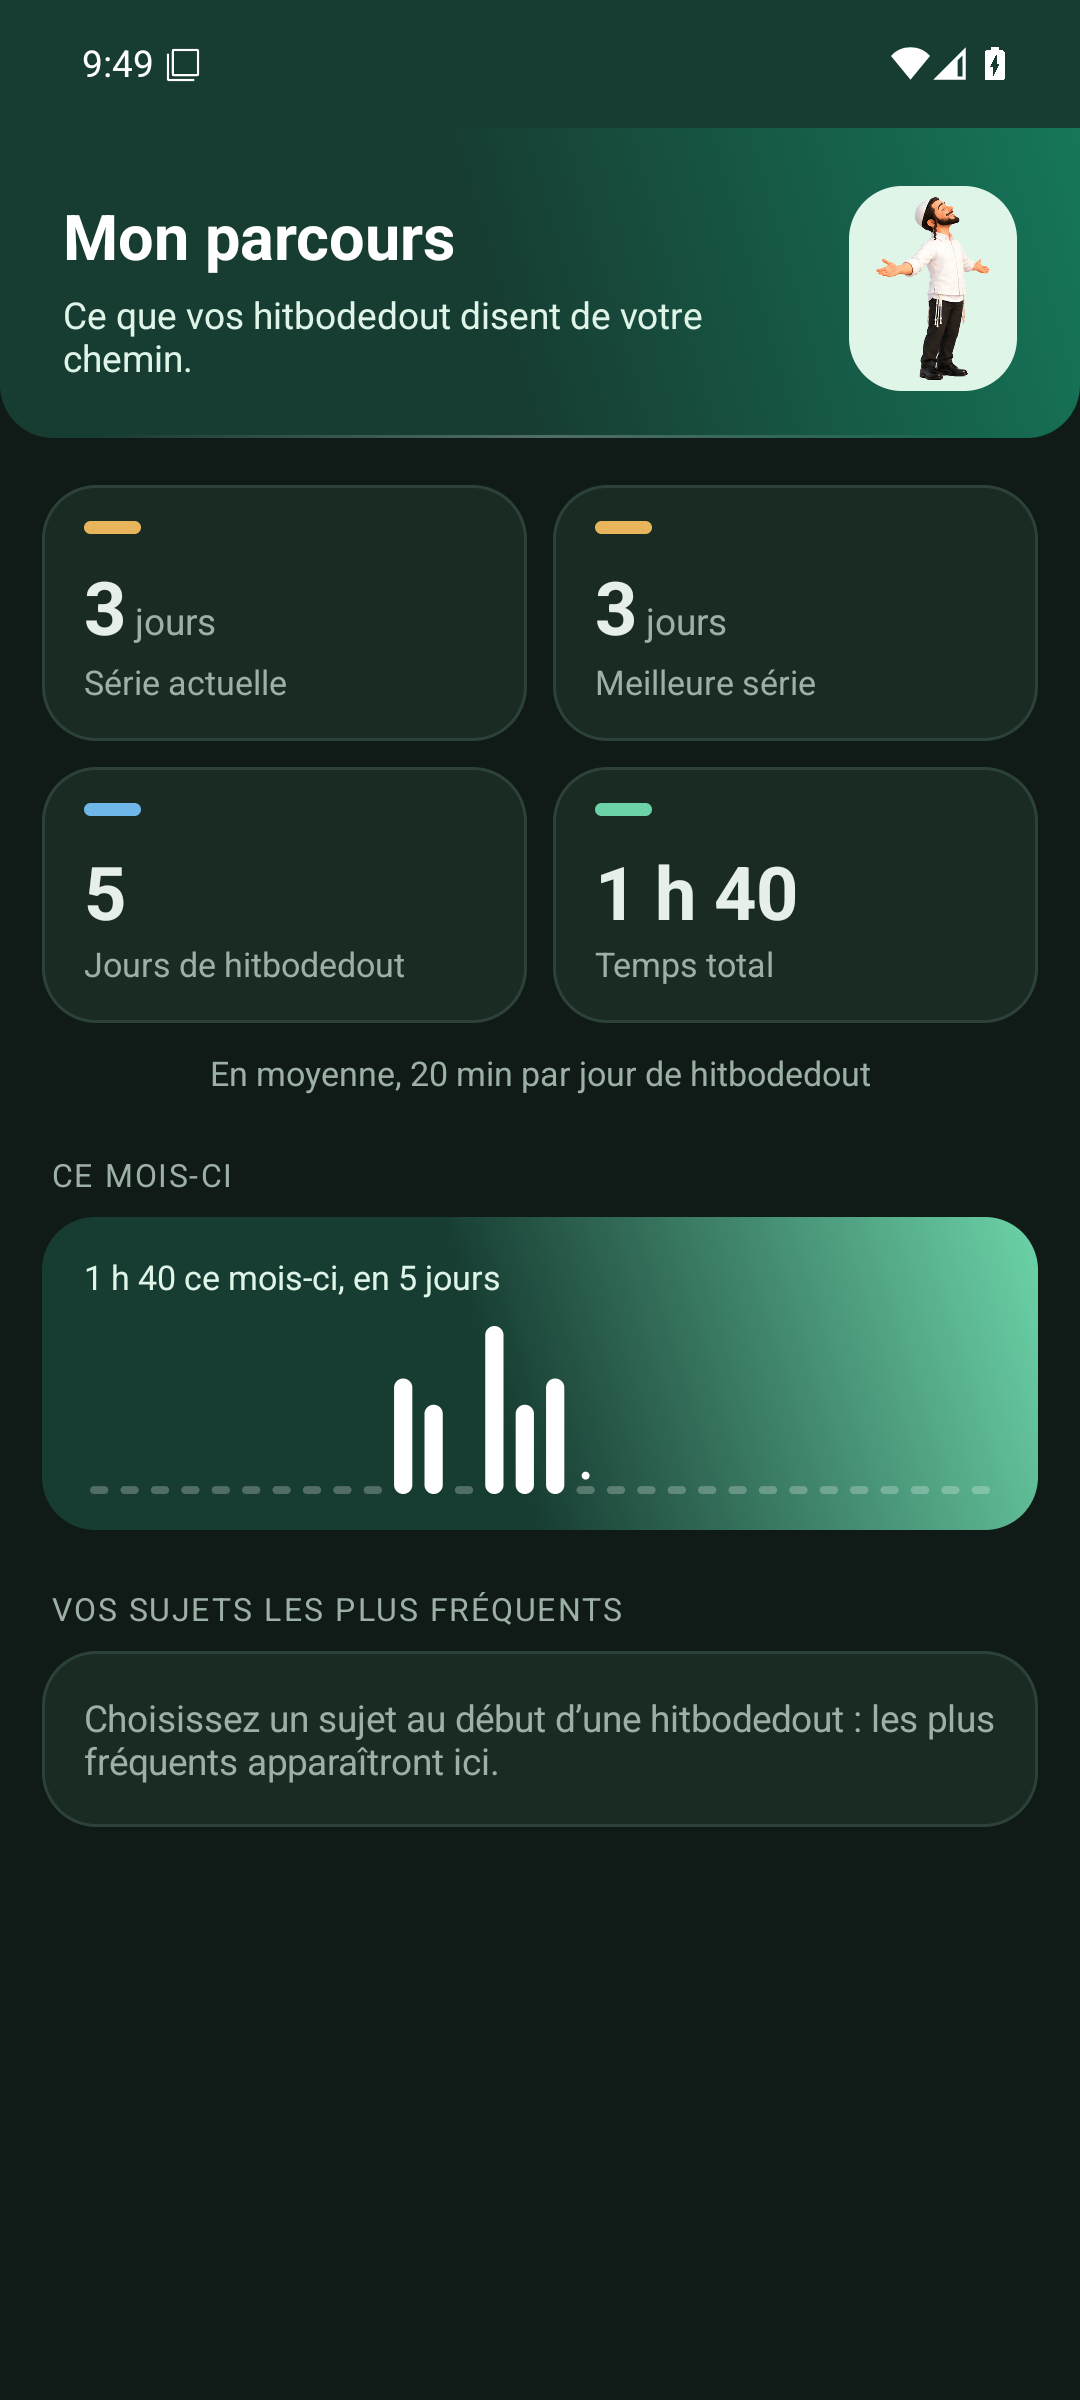 9:49
Mon parcours
Ce que vos hitbodedout disent de votre
chemin.
3 jours
Série actuelle
3 jours
Meilleure série
5
Jours de hitbodedout
1 h 40
Temps total
En moyenne, 20 min par jour de hitbodedout
CE MOIS-CI
1 h 40 ce mois-ci, en 5 jours
VOS SUJETS LES PLUS FRÉQUENTS
Choisissez un sujet au début d’une hitbodedout : les plus
fréquents apparaîtront ici.